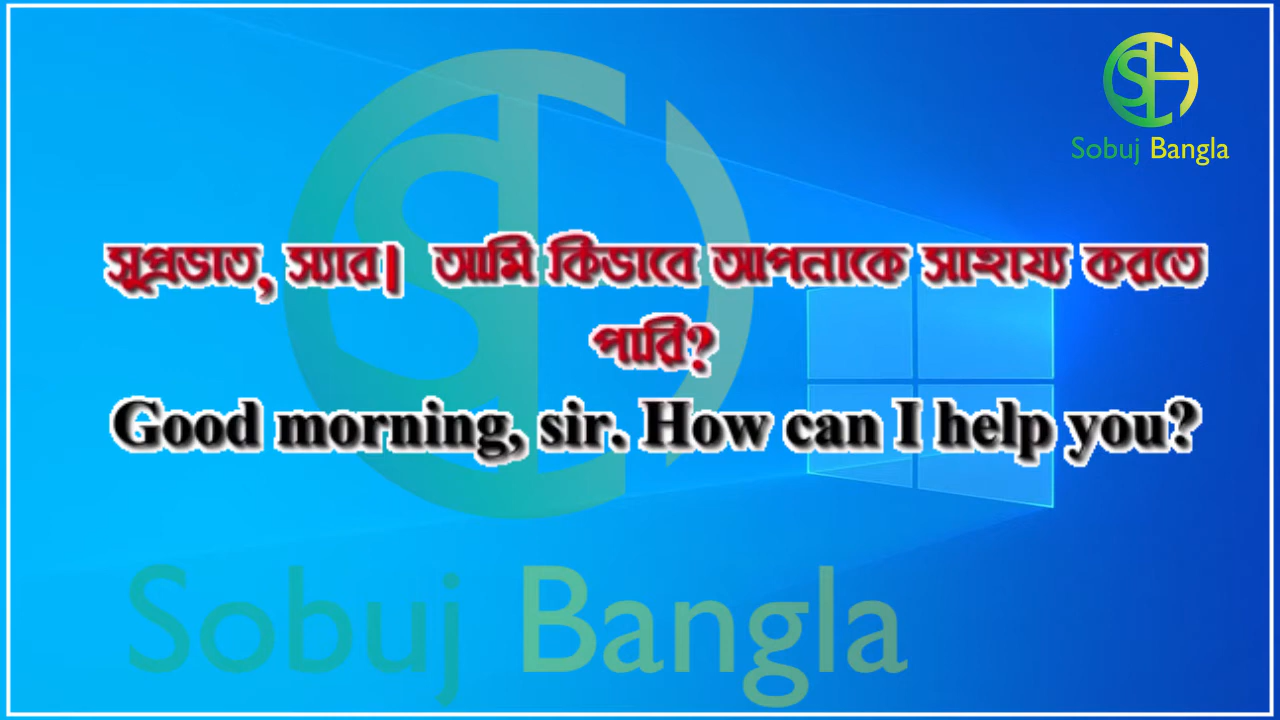 Sobuj Bangla
সুপ্রভাত, স্যার। আমি কিভাবে আপনাকে সাহায্য করতে
পারি?
Good morning, sir. How can I help you?
Sobuj Bangla